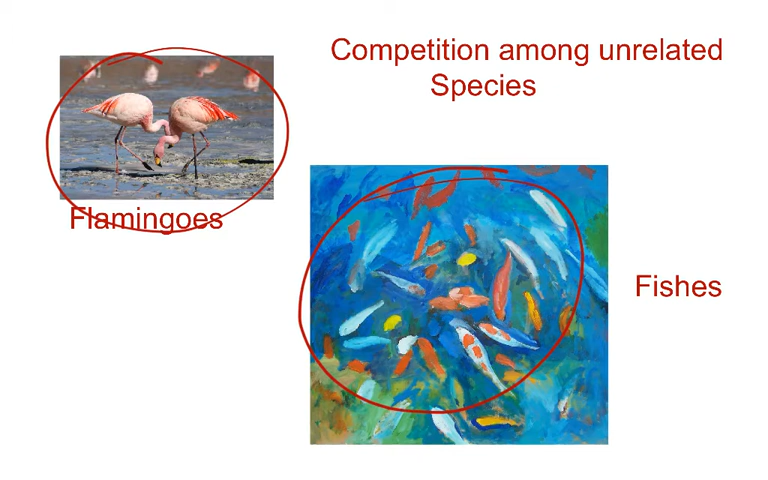 Competition among unrelated
Species
Flamingoes
Fishes